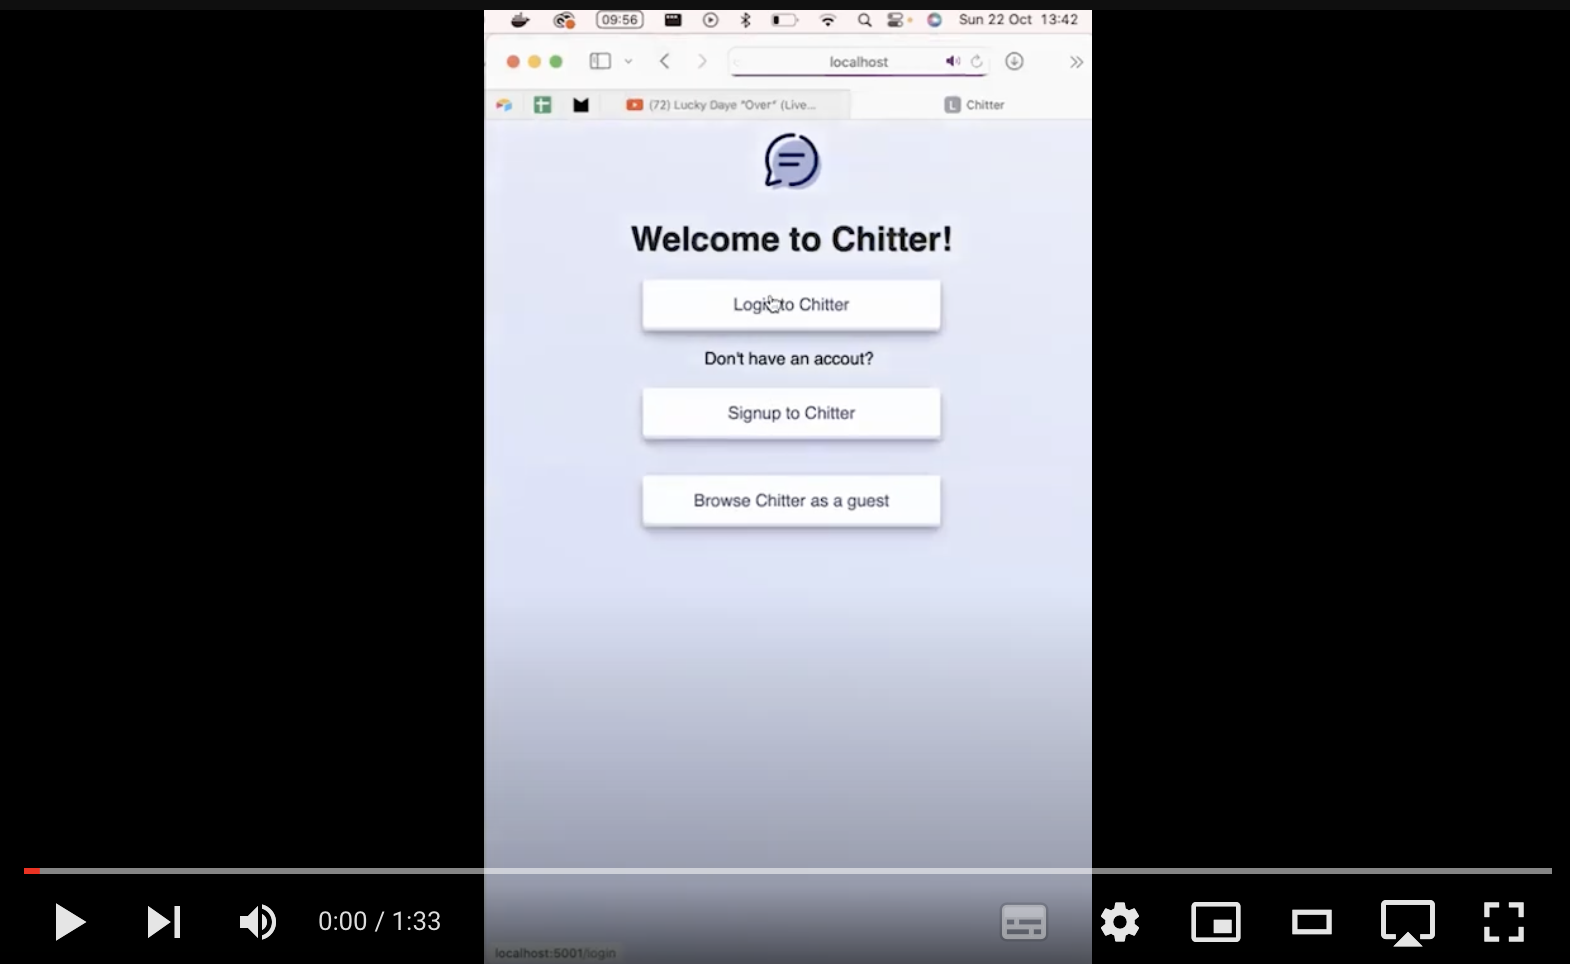 09:56 Sun 22 Oct 13:42
localhost
(72) Lucky Daye "Over" (Live... L Chitter
Welcome to Chitter!
Login to Chitter
Don't have an accout?
Signup to Chitter
Browse Chitter as a guest
0:00 / 1:33
localhost:5001/login